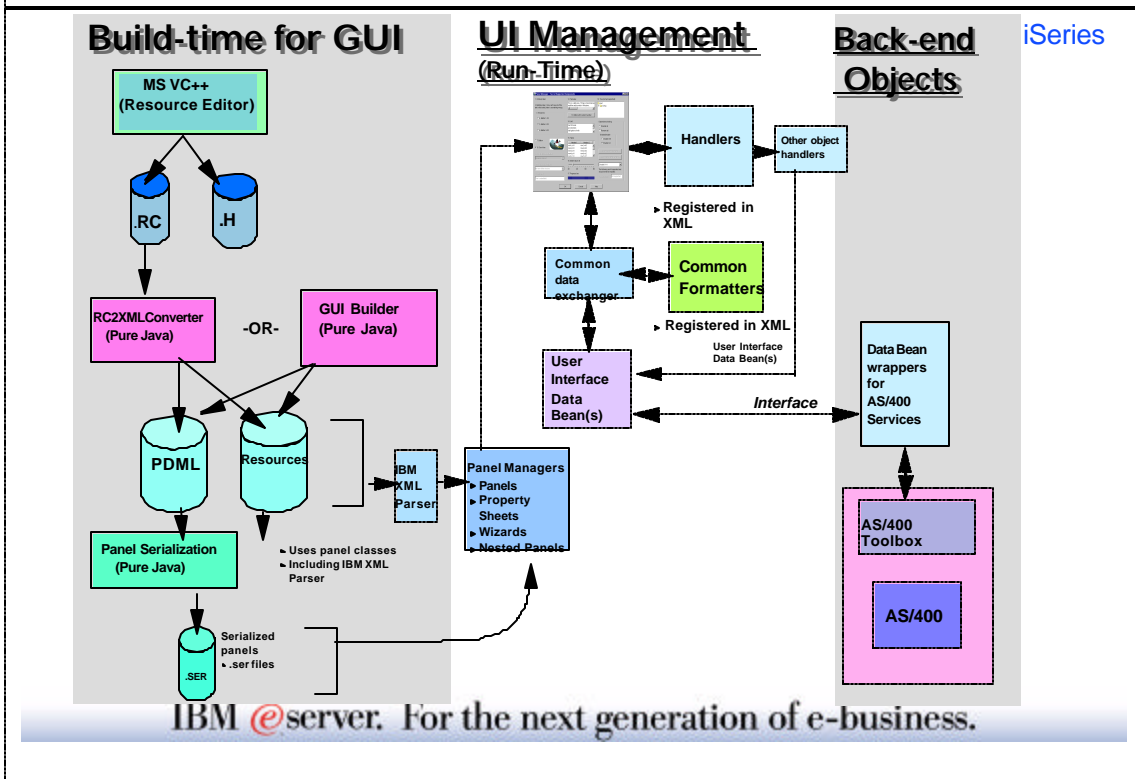 Build-time for GUI
UI Management
(Run-Time)
Back-end
Objects
iSeries
MS VC++
(Resource Editor)
.RC
.H
RC2XMLConverter
(Pure Java)
-OR-
GUI Builder
(Pure Java)
PDML
Resources
Panel Serialization
(Pure Java)
Uses panel classes
Including IBM XML
Parser
.SER
Serialized
panels
.ser files
IBM
XML
Parser
Panel Managers
Panels
Property
Sheets
Wizards
Nested Panels
Handlers
Other object
handlers
Registered in
XML
Common
data
exchanger
Common
Formatters
Registered in XML
User Interface
Data Bean(s)
User
Interface
Data
Bean(s)
Interface
Data Bean
wrappers
for
AS/400
Services
AS/400
Toolbox
AS/400
IBM @server. For the next generation of e-business.